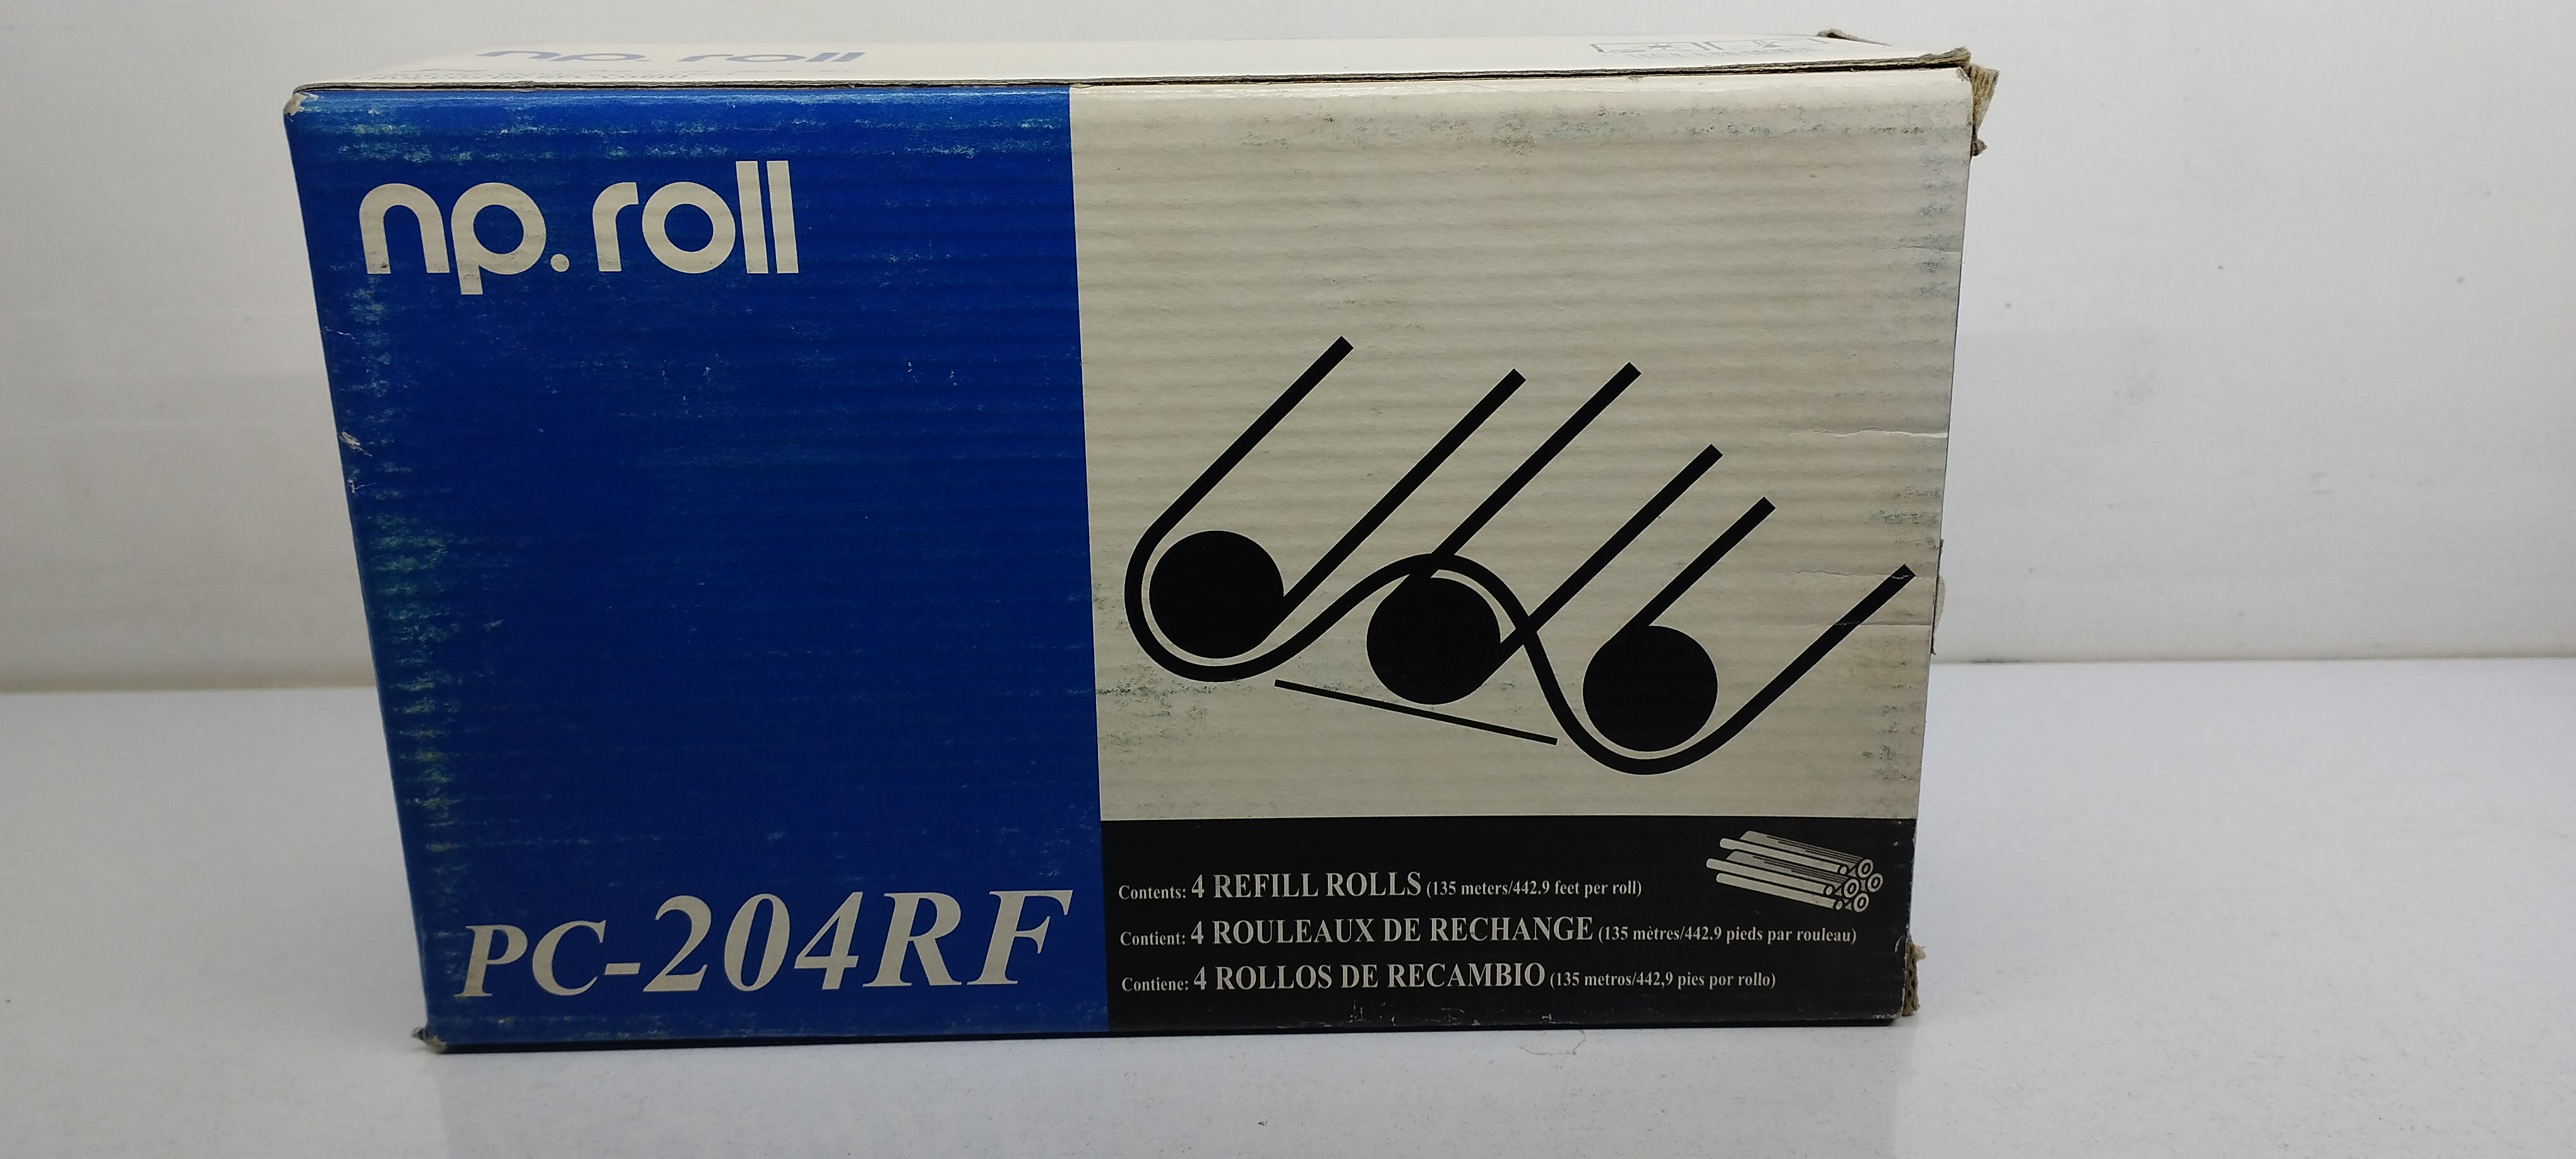 np. roll
np. roll
PC-204RF
Contents: 4 REFILL ROLLS (135 meters/442.9 feet per roll)
Contient: 4 ROULEAUX DE RECHANGE (135 mètres/442.9 pieds par rouleau)
Contiene: 4 ROLLOS DE RECAMBIO (135 metros/442,9 pies por rollo)